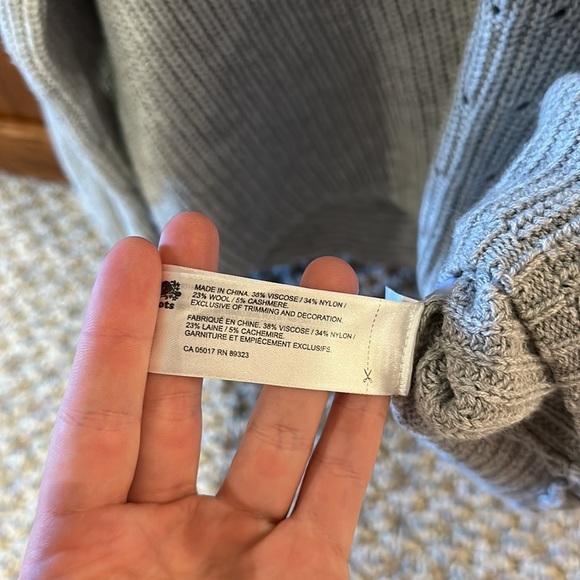 MADE IN CHINA. 38% VISCOSE / 34% NYLON /
23% WOOL / 5% CASHMERE.
EXCLUSIVE OF TRIMMING AND DECORATION.
FABRIQUÉ EN CHINE. 38% VISCOSE / 34% NYLON /
23% LAINE / 5% CACHEMIRE.
GARNITURE ET EMPIÈCEMENT EXCLUSIFS.
CA 05017 RN 89323